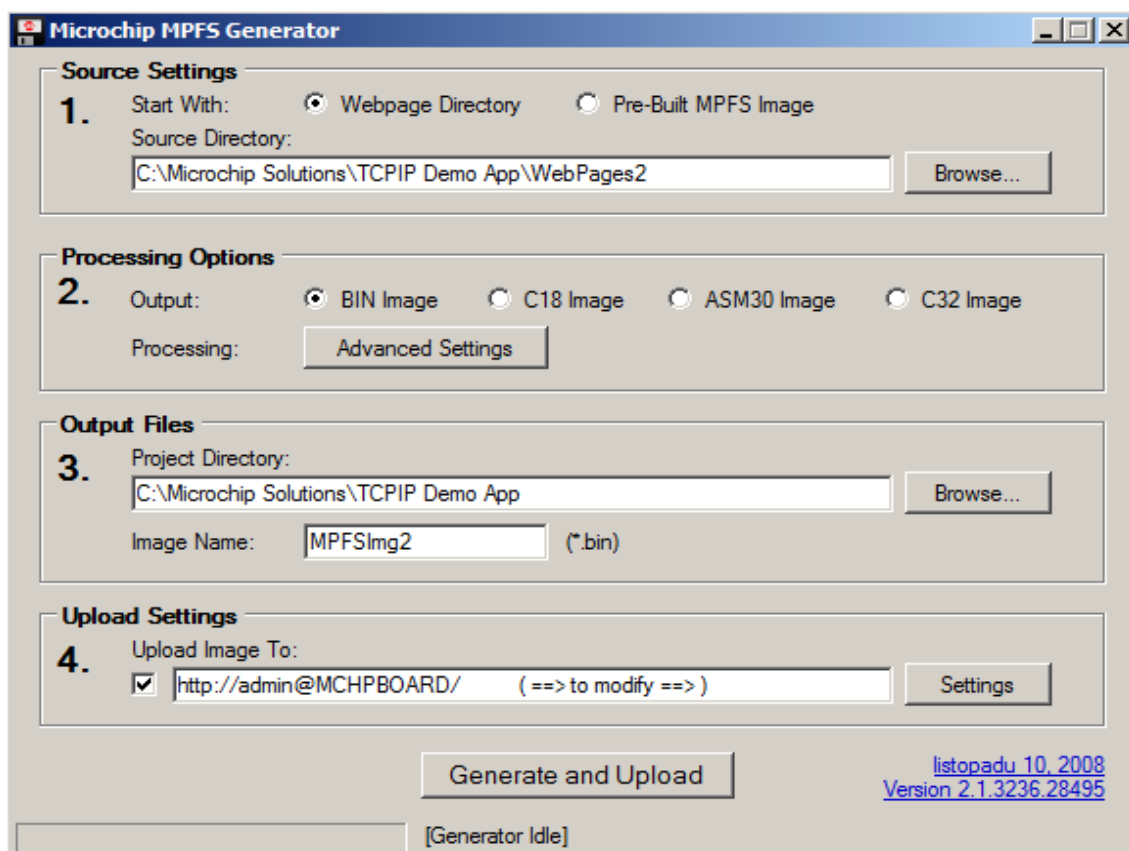 Microchip MPFS Generator
Source Settings
1. Start With: Webpage Directory Pre-Built MPFS Image
Source Directory:
C:\Microchip Solutions\TCPIP Demo App\WebPages2 Browse...
Processing Options
2. Output: BIN Image C18 Image ASM30 Image C32 Image
Processing: Advanced Settings
Output Files
3. Project Directory:
C:\Microchip Solutions\TCPIP Demo App Browse...
Image Name: MPFSImg2 (*.bin)
Upload Settings
4. Upload Image To:
http://admin@MCHPBOARD/ ( ==> to modify ==> ) Settings
Generate and Upload
listopadu 10, 2008
Version 2.1.3236.28495
[Generator Idle]